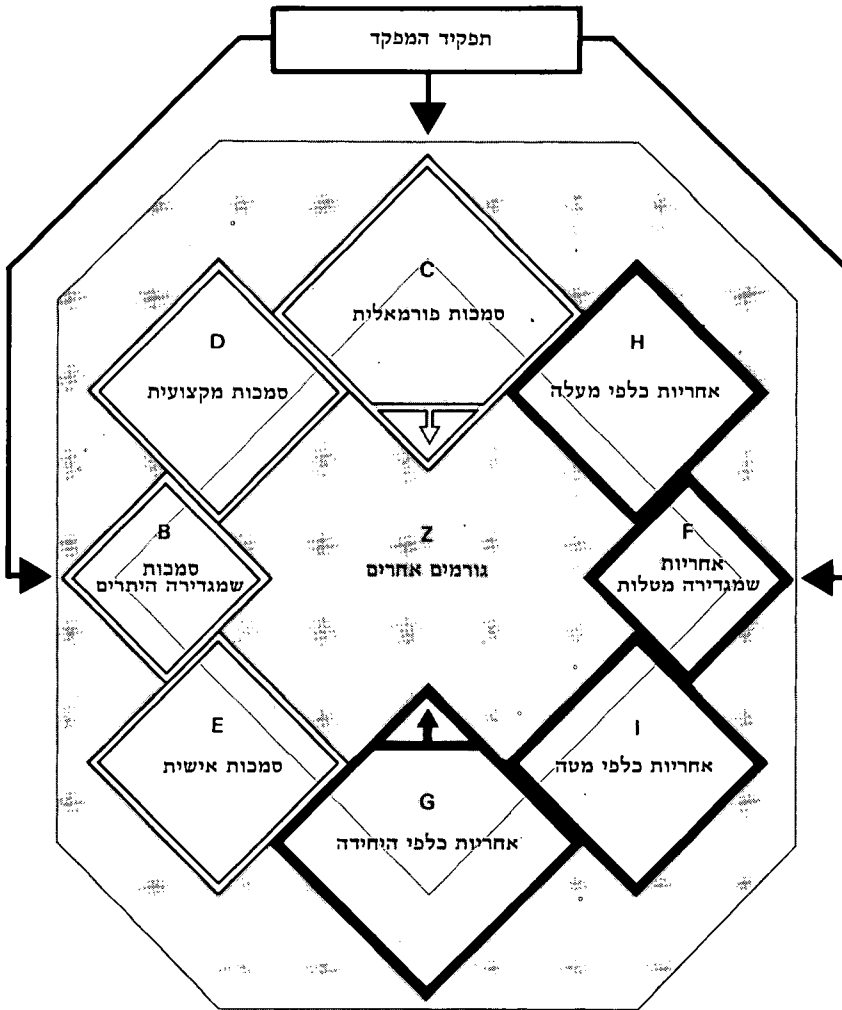 תפקיד המפקד
C
סמכות פורמאלית
H
אחריות כלפי מעלה
D
סמכות מקצועית
F
אחריות
שמגדירה מטלות
Z
גורמים אחרים
B
סמכות
שמגדירה היתרים
I
אחריות כלפי מטה
E
סמכות אישית
G
אחריות כלפי היחידה